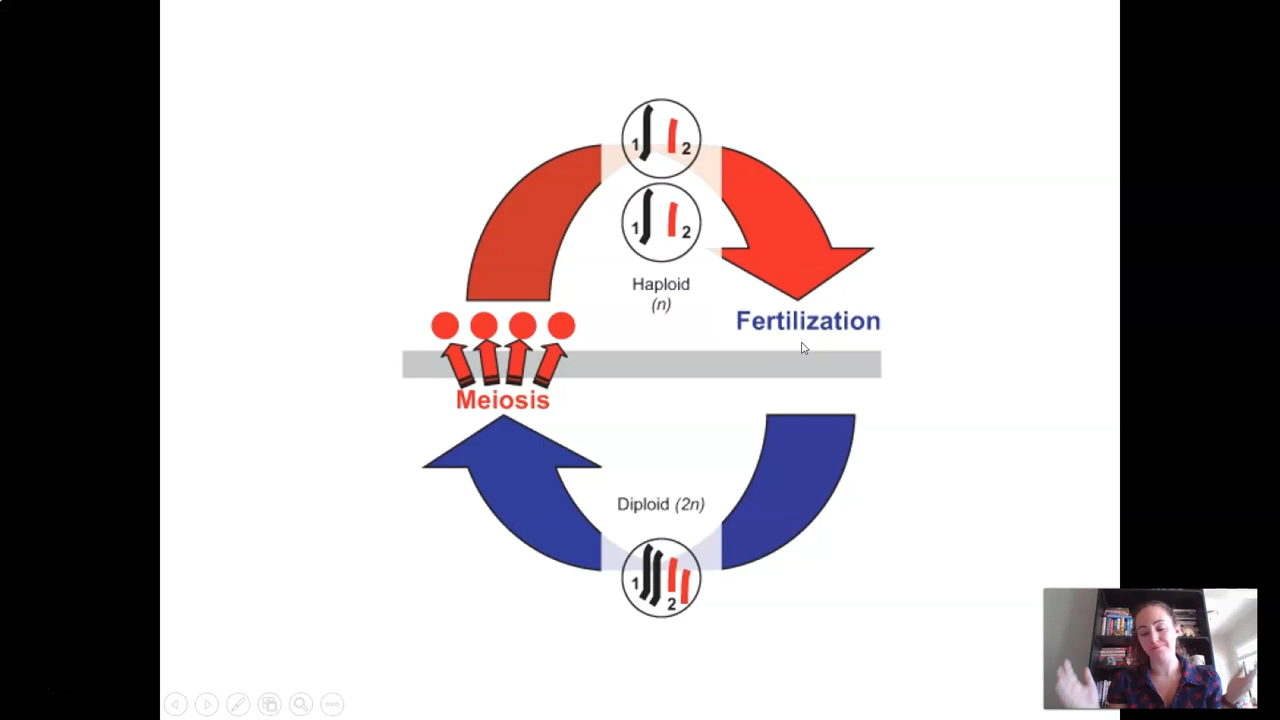 1 2
1 2
Haploid
(n)
Fertilization
Meiosis
Diploid (2n)
1
2